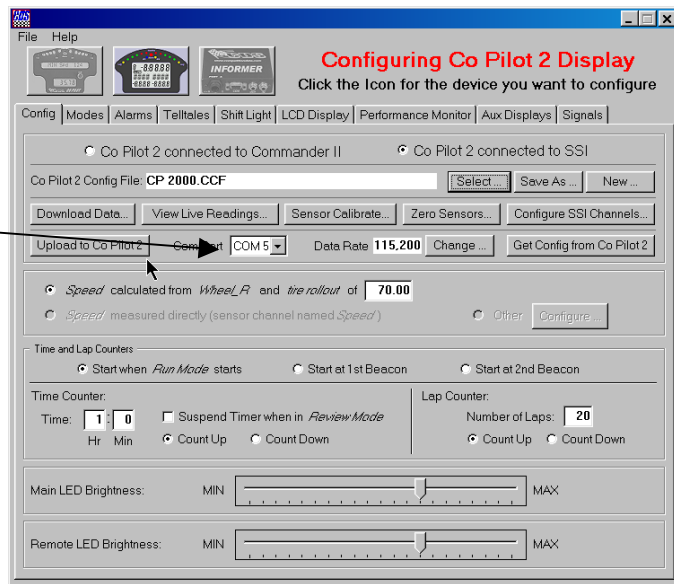 File Help
INFORMER
Configuring Co Pilot 2 Display
Click the Icon for the device you want to configure
Config Modes Alarms Telltales Shift Light LCD Display Performance Monitor Aux Displays Signals
Co Pilot 2 connected to Commander II Co Pilot 2 connected to SSI
Co Pilot 2 Config File: CP 2000.CCF Select ... Save As ... New ...
Download Data... View Live Readings... Sensor Calibrate... Zero Sensors... Configure SSI Channels...
Upload to Co Pilot 2 COM 5 Data Rate 115,200 Change ... Get Config from Co Pilot 2
Speed calculated from Wheel_R and tire rollout of 70.00
Speed measured directly (sensor channel named Speed ) Other Configure ...
Time and Lap Counters
Start when Run Mode starts Start at 1st Beacon Start at 2nd Beacon
Time Counter: Lap Counter:
Time: 1 : 0 Suspend Timer when in Review Mode Number of Laps: 20
Hr Min Count Up Count Down Count Up Count Down
Main LED Brightness: MIN MAX
Remote LED Brightness: MIN MAX